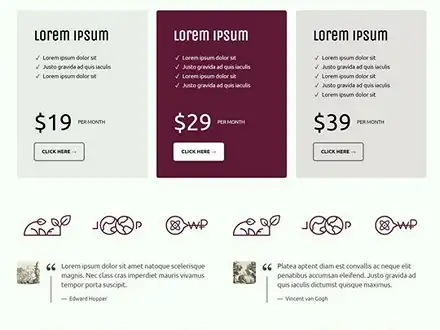 Lorem Ipsum
✓ Lorem ipsum dolor sit
✓ Justo gravida ad quis iaculis
✓ Lorem ipsum dolor sit
$19 PER MONTH
CLICK HERE →
Lorem Ipsum
✓ Lorem ipsum dolor sit
✓ Justo gravida ad quis iaculis
✓ Lorem ipsum dolor sit
✓ Justo gravida ad quis iaculis
$29 PER MONTH
CLICK HERE →
Lorem Ipsum
✓ Lorem ipsum dolor sit
✓ Justo gravida ad quis iaculis
✓ Lorem ipsum dolor sit
✓ Justo gravida ad quis iaculis
✓ Lorem ipsum dolor sit
$39 PER MONTH
CLICK HERE →
J P
WP
J P
WP
“ Lorem ipsum dolor sit amet natoque scelerisque
magnis. Nec class cras imperdiet mauris vivamus
tempor porta suscipit.
— Edward Hopper
“ Platea aptent diam est convallis ac neque elit
penatibus accumsan eleifend. Justo gravida ad quis
iaculis dictumst quisque maximus.
— Vincent van Gogh